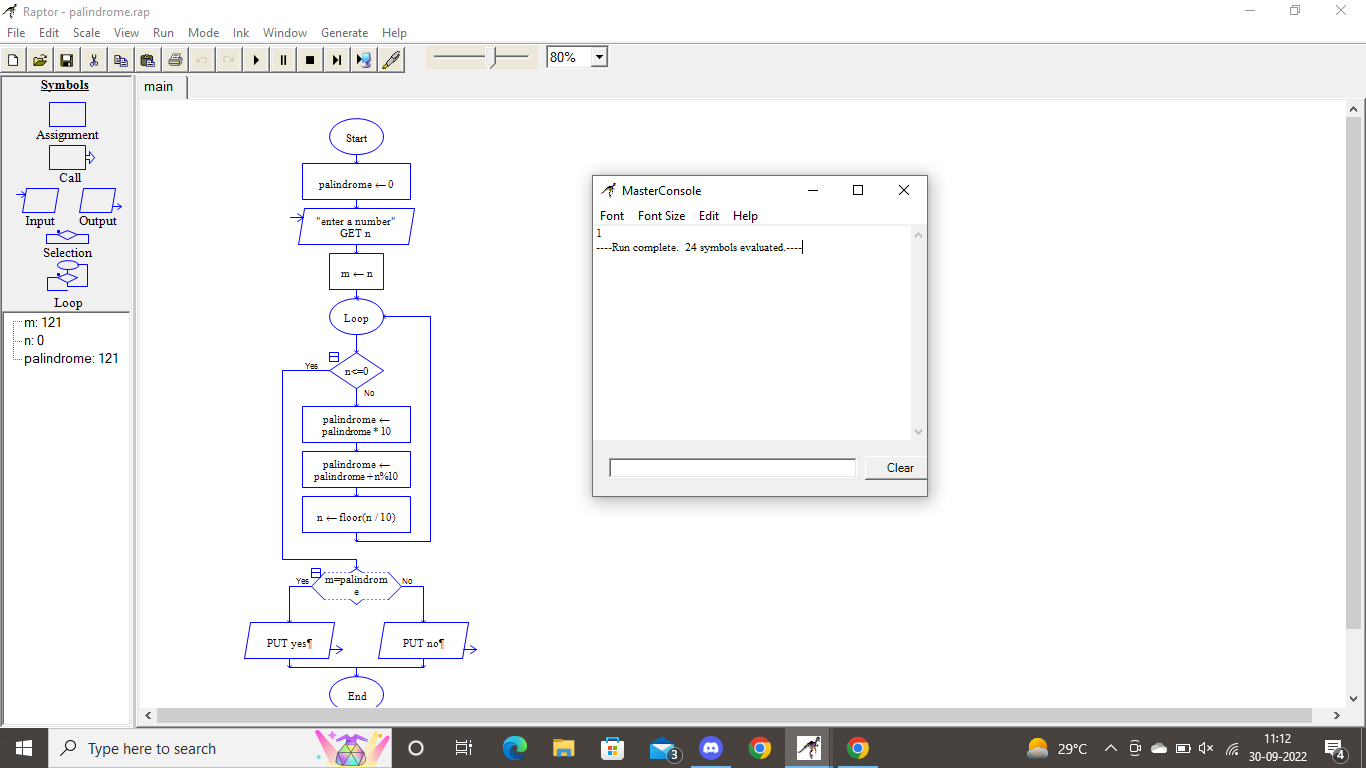 Raptor - palindrome.rap
File Edit Scale View Run Mode Ink Window Generate Help
80%
Symbols
Assignment
Call
Input Output
Selection
Loop
m: 121
n: 0
palindrome: 121
main
Start
palindrome ← 0
"enter a number"
GET n
m ← n
Loop
Yes
n<=0
No
palindrome ←
palindrome * 10
palindrome ←
palindrome+n%10
n ← floor(n / 10)
Yes
m=palindrom
e
No
PUT yes¶
PUT no¶
End
MasterConsole
Font Font Size Edit Help
1
----Run complete.  24 symbols evaluated.----
Clear
Type here to search
3
29°C
11:12
30-09-2022
4